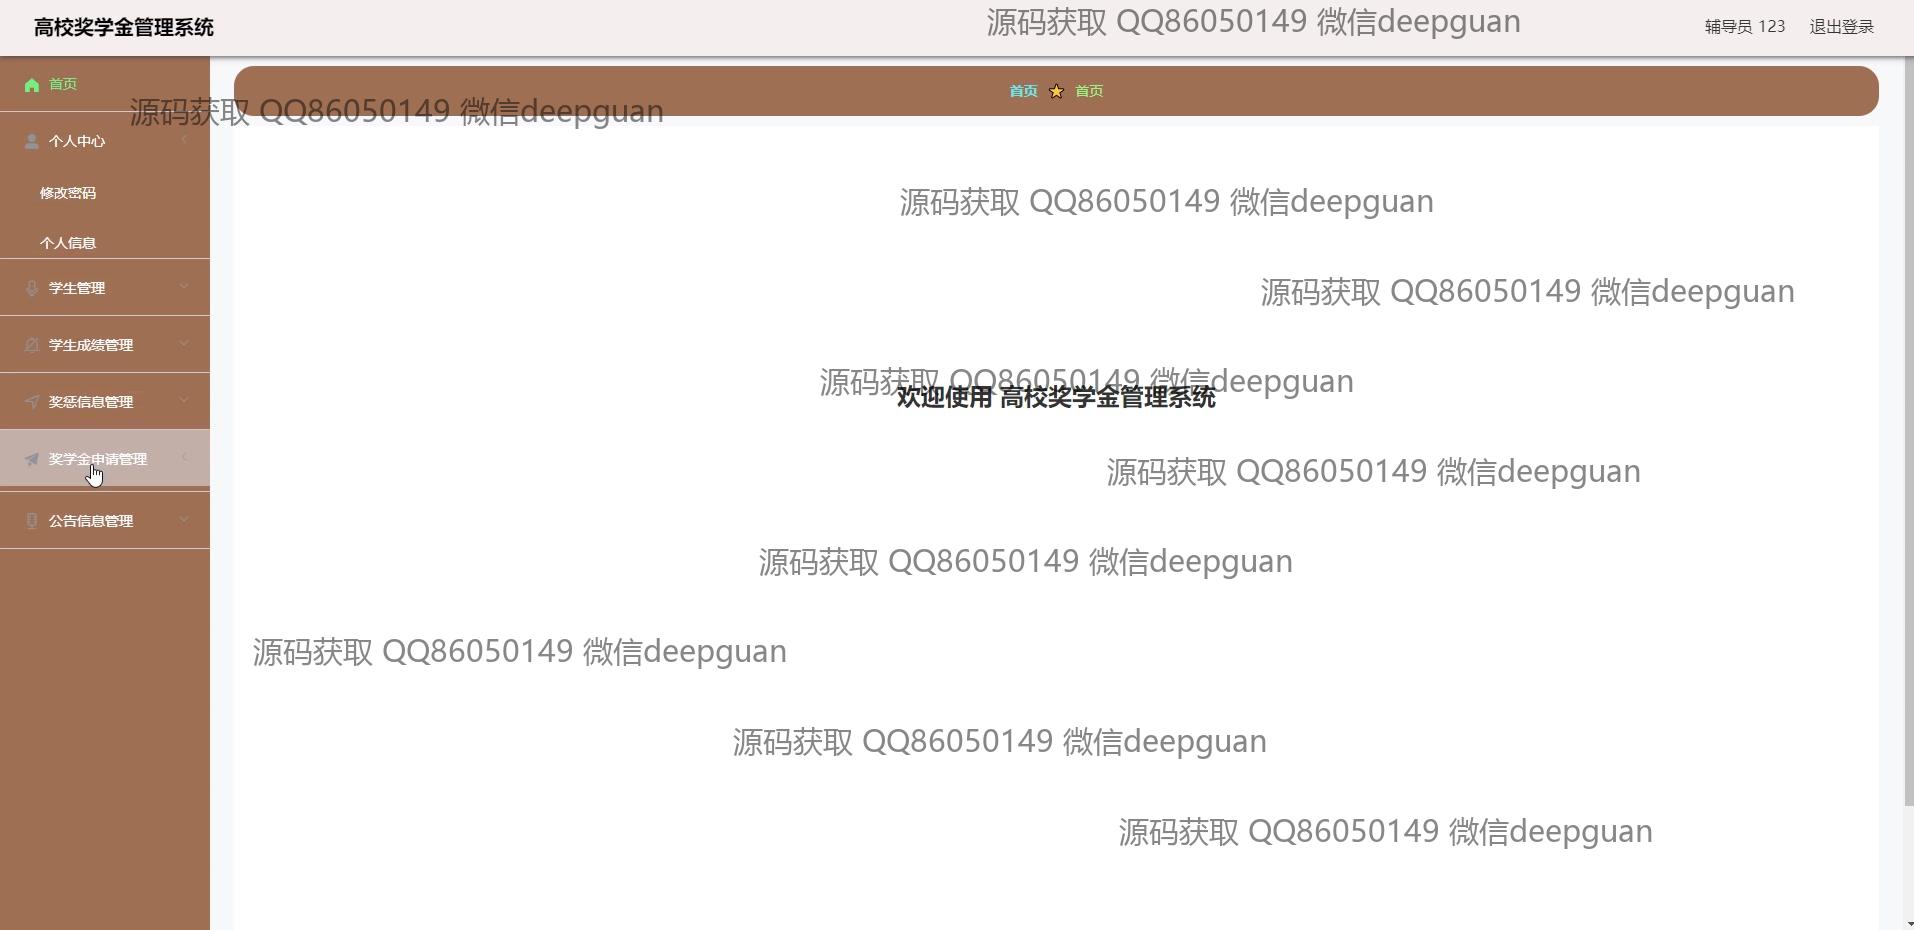 高校奖学金管理系统
源码获取 QQ86050149 微信deepguan
辅导员 123
退出登录
首页
首页
首页
源码获取 QQ86050149 微信deepguan
个人中心
修改密码
个人信息
学生管理
学生成绩管理
奖惩信息管理
奖学金申请管理
公告信息管理
源码获取 QQ86050149 微信deepguan
源码获取 QQ86050149 微信deepguan
源码获取 QQ86050149 微信deepguan
欢迎使用 高校奖学金管理系统
源码获取 QQ86050149 微信deepguan
源码获取 QQ86050149 微信deepguan
源码获取 QQ86050149 微信deepguan
源码获取 QQ86050149 微信deepguan
源码获取 QQ86050149 微信deepguan